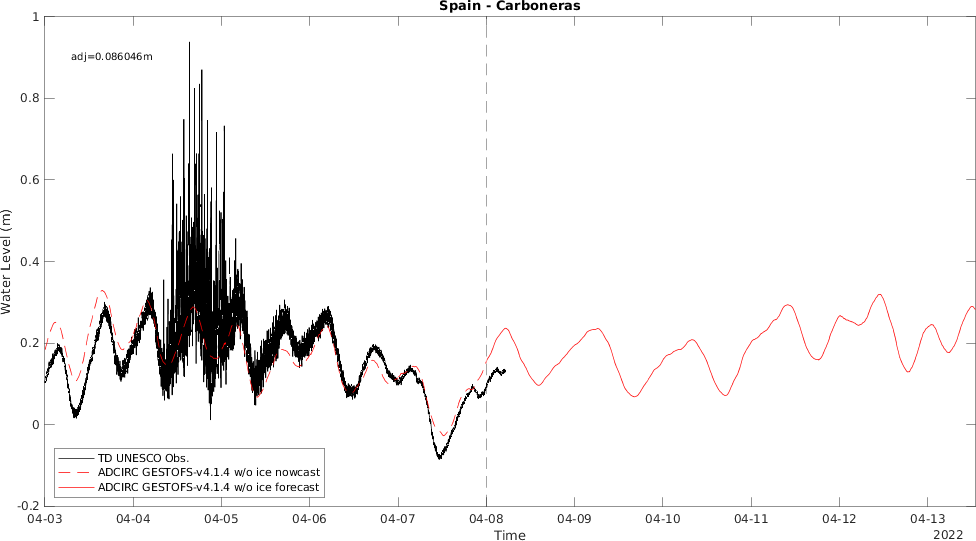 Spain - Carboneras
adj=0.086046m
Water Level (m)
1
0.8
0.6
0.4
0.2
0
-0.2
TD UNESCO Obs.
ADCIRC GESTOFS-v4.1.4 w/o ice nowcast
ADCIRC GESTOFS-v4.1.4 w/o ice forecast
04-03 04-04 04-05 04-06 04-07 04-08 04-09 04-10 04-11 04-12 04-13
Time
2022